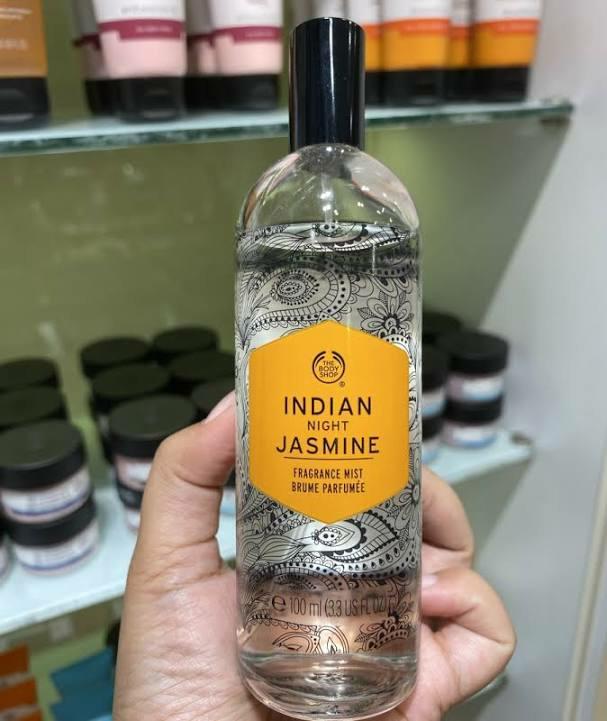 THE
BODY
SHOP
®
INDIAN
NIGHT
JASMINE
FRAGRANCE MIST
BRUME PARFUMÉE
℮ 100 ml (3.3 US FL OZ)